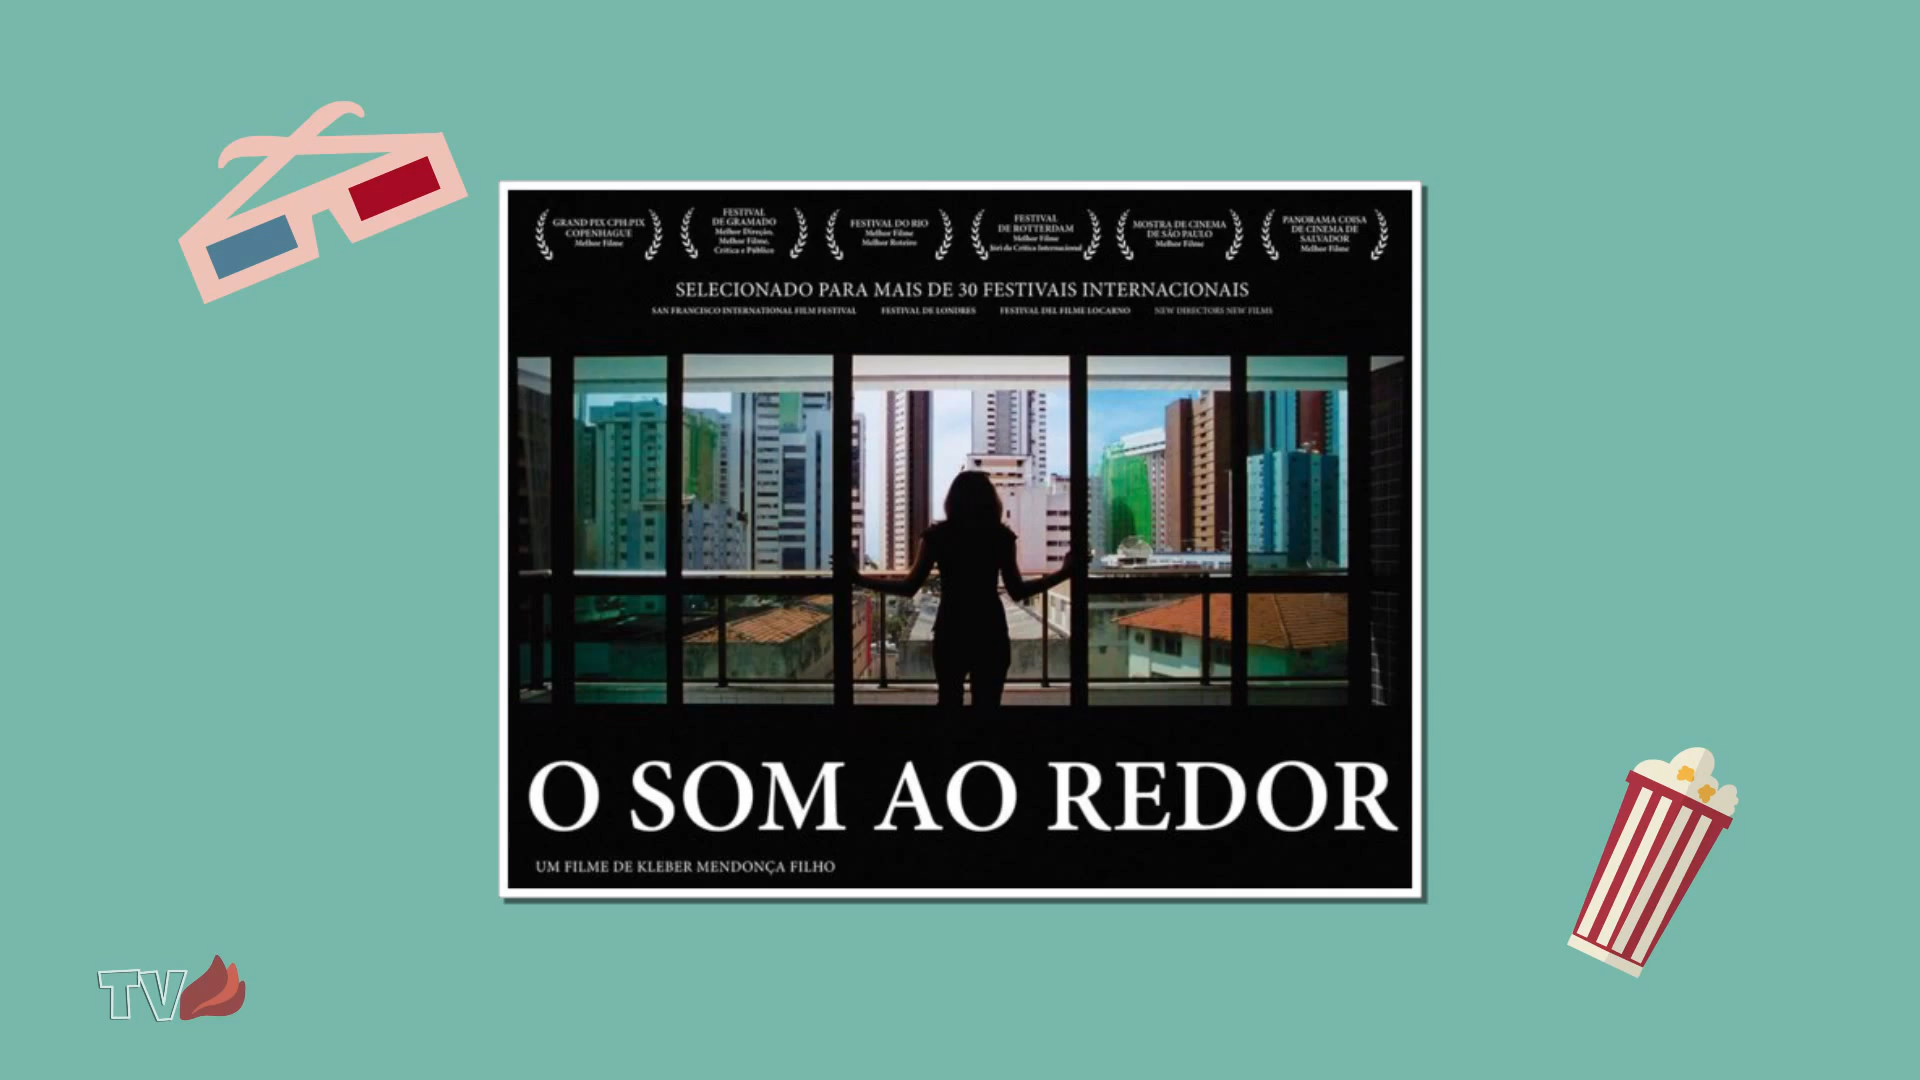 GRAND PIX CPH:PIX
COPENHAGUE
Melhor Filme
FESTIVAL
DE GRAMADO
Melhor Direção,
Melhor Filme,
Crítica e Público
FESTIVAL DO RIO
Melhor Filme
Melhor Roteiro
FESTIVAL
DE ROTTERDAM
Melhor Filme
Júri da Crítica Internacional
MOSTRA DE CINEMA
DE SÃO PAULO
Melhor Filme
PANORAMA COISA
DE CINEMA DE
SALVADOR
Melhor Filme
SELECIONADO PARA MAIS DE 30 FESTIVAIS INTERNACIONAIS
SAN FRANCISCO INTERNATIONAL FILM FESTIVAL FESTIVAL DE LONDRES FESTIVAL DEL FILME LOCARNO NEW DIRECTORS NEW FILMS
O SOM AO REDOR
UM FILME DE KLEBER MENDONÇA FILHO
TV